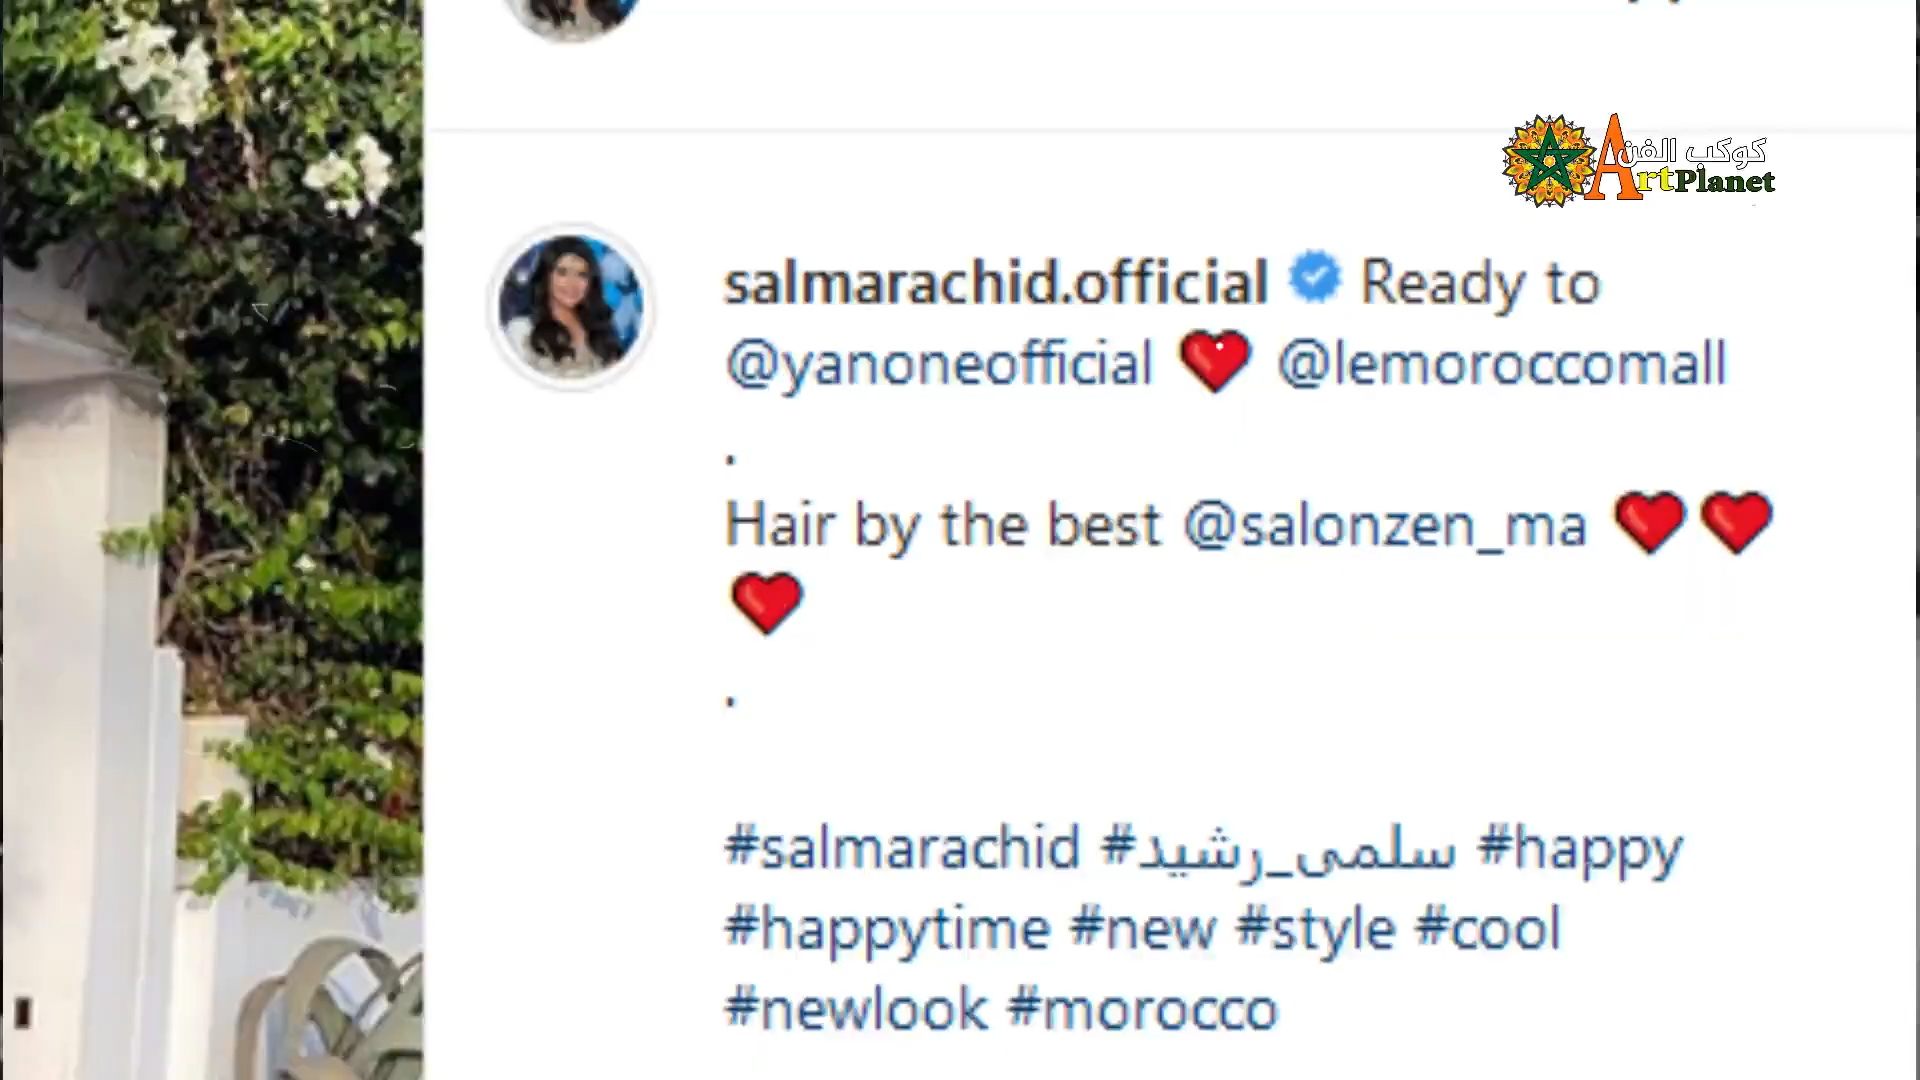 كوكب الفن
ArtPlanet
salmarachid.official Ready to
@yanoneofficial ❤️ @lemoroccomall
.
Hair by the best @salonzen_ma ❤️❤️
❤️
.
#salmarachid #سلمى_رشيد #happy
#happytime #new #style #cool
#newlook #morocco